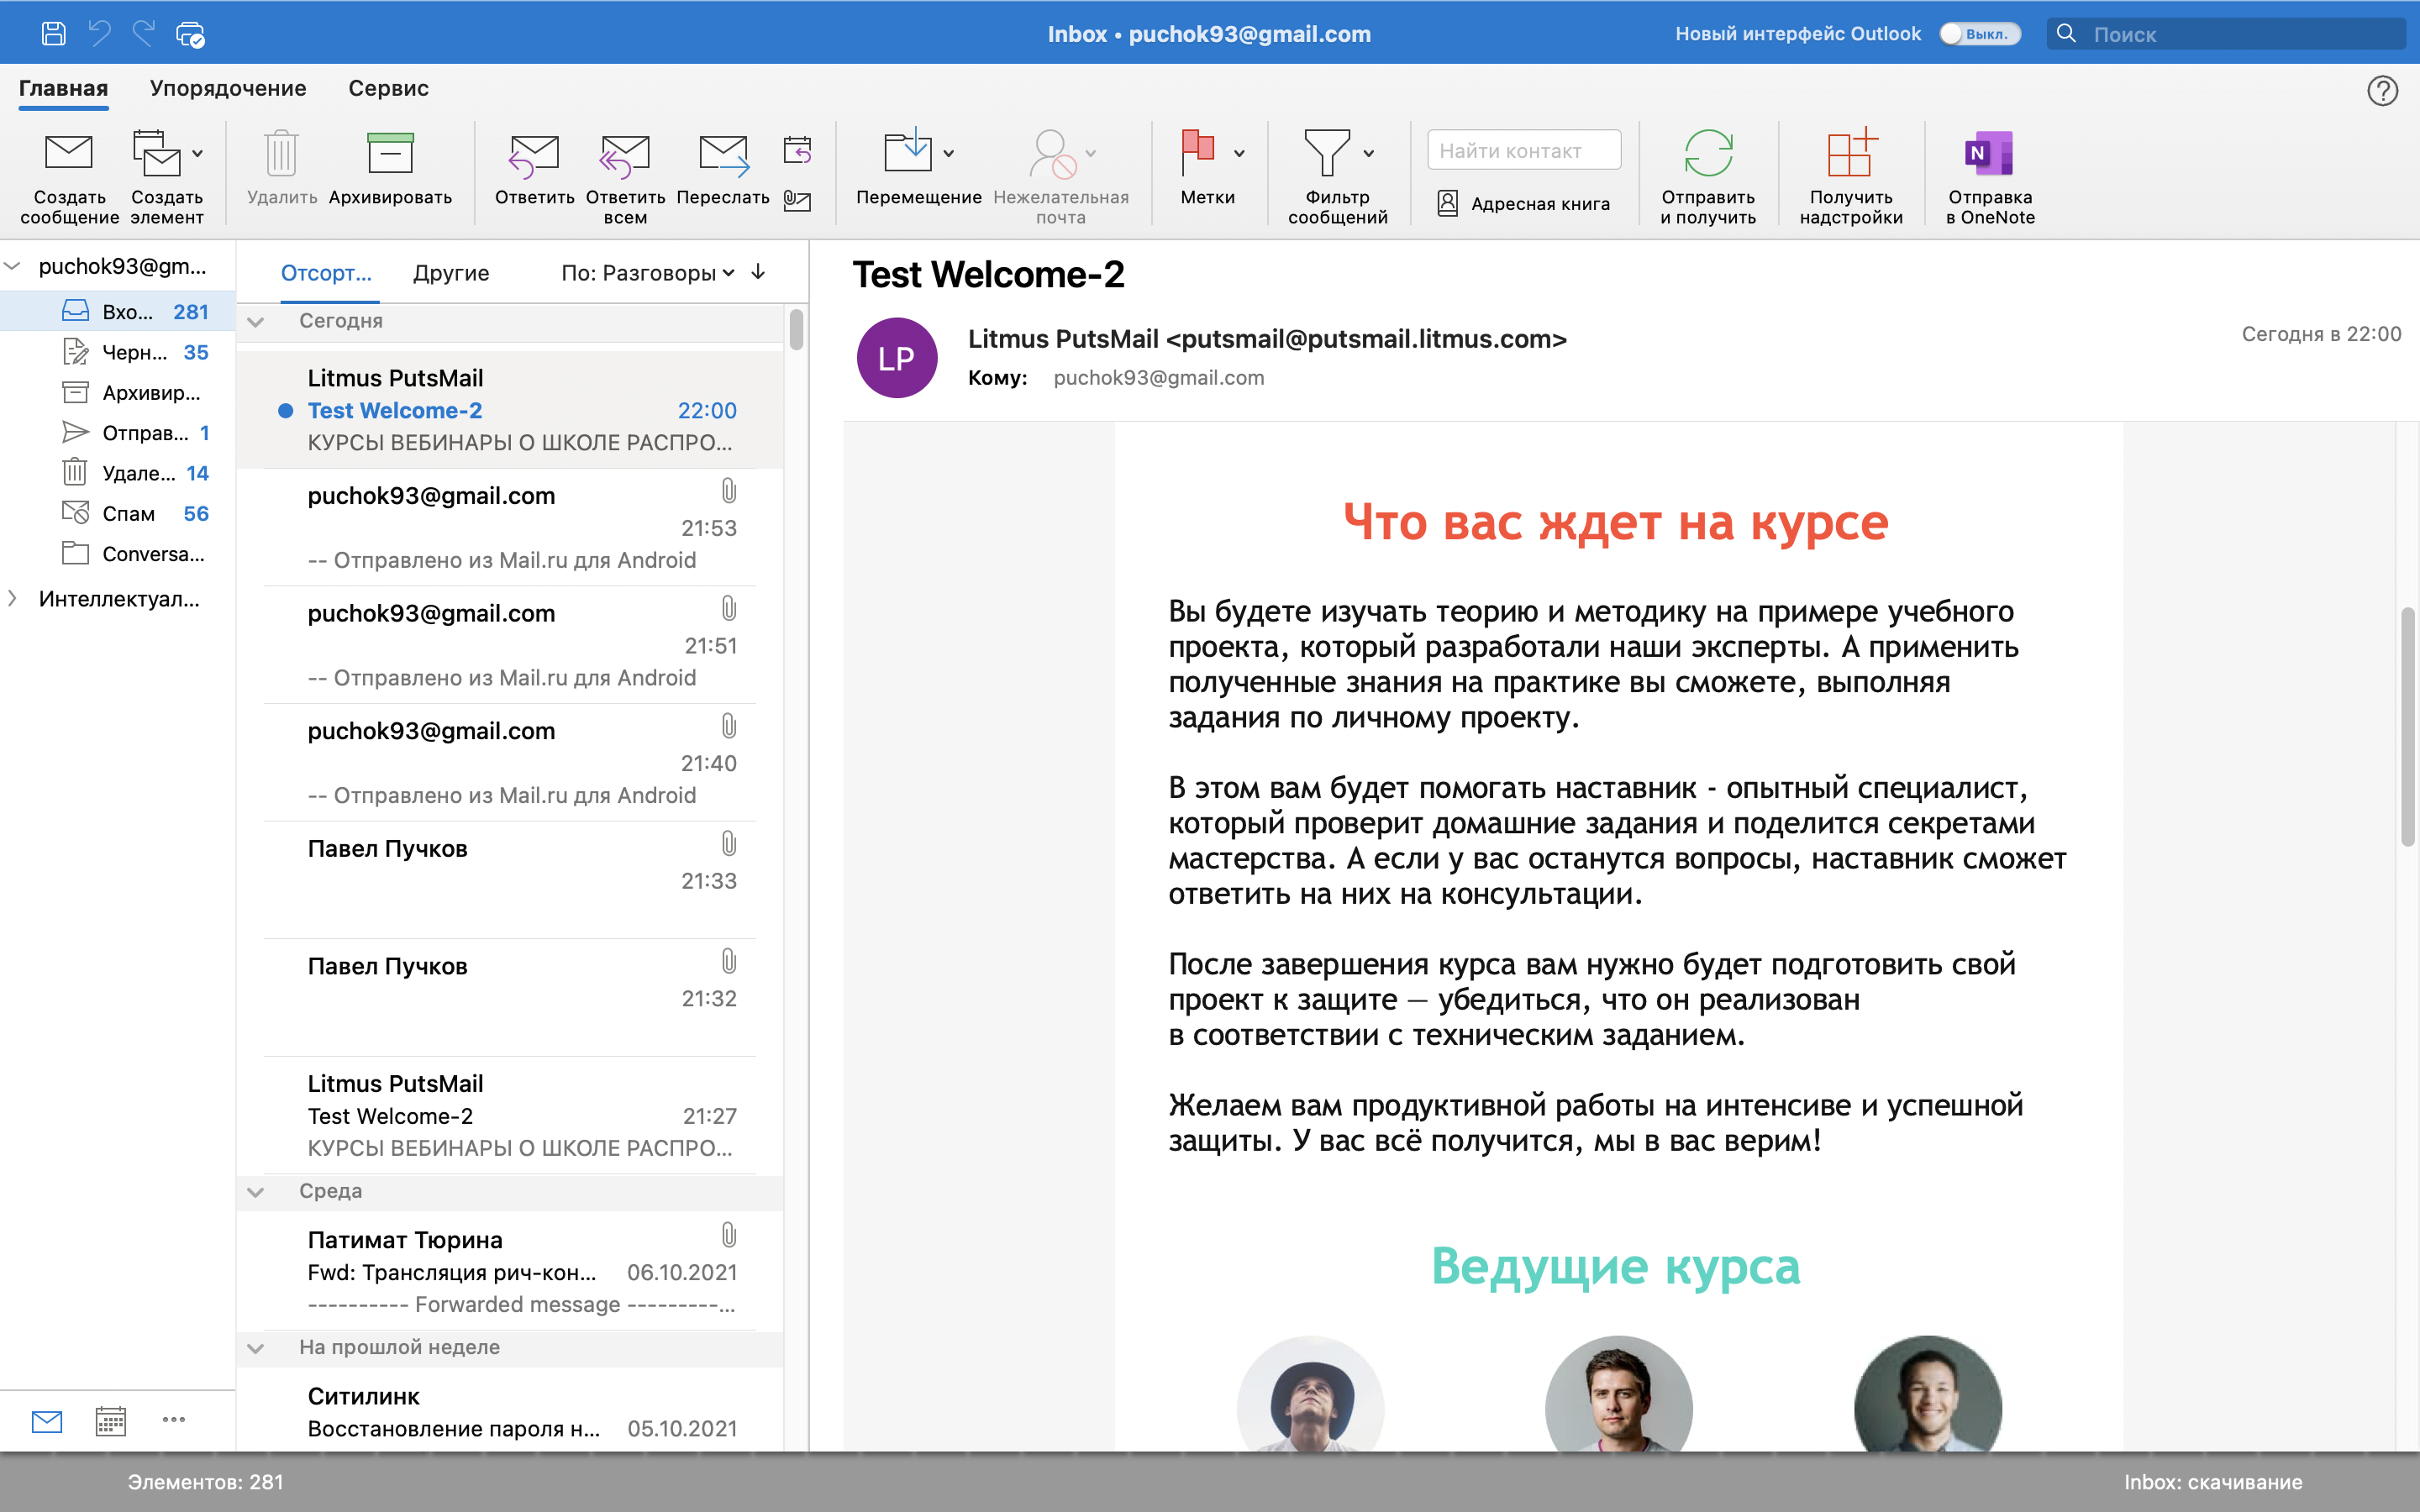 Inbox • puchok93@gmail.com
Новый интерфейс Outlook
Выкл.
Поиск
Главная
Упорядочение
Сервис
Создать сообщение
Создать элемент
Удалить
Архивировать
Ответить
Ответить всем
Переслать
Перемещение
Нежелательная почта
Метки
Фильтр сообщений
Найти контакт
Адресная книга
Отправить и получить
Получить надстройки
N
Отправка в OneNote
puchok93@gm...
Вхо... 281
Черн... 35
Архивир...
Отправ... 1
Удале... 14
Спам 56
Conversa...
Интеллектуал...
Отсорт...
Другие
По: Разговоры
Сегодня
Litmus PutsMail
Test Welcome-2 22:00
КУРСЫ ВЕБИНАРЫ О ШКОЛЕ РАСПРО...
puchok93@gmail.com
21:53
-- Отправлено из Mail.ru для Android
puchok93@gmail.com
21:51
-- Отправлено из Mail.ru для Android
puchok93@gmail.com
21:40
-- Отправлено из Mail.ru для Android
Павел Пучков
21:33
Павел Пучков
21:32
Litmus PutsMail
Test Welcome-2 21:27
КУРСЫ ВЕБИНАРЫ О ШКОЛЕ РАСПРО...
Среда
Патимат Тюрина
Fwd: Трансляция рич-кон... 06.10.2021
---------- Forwarded message ---------...
На прошлой неделе
Ситилинк
Восстановление пароля н... 05.10.2021
Test Welcome-2
LP
Litmus PutsMail <putsmail@putsmail.litmus.com>
Сегодня в 22:00
Кому: puchok93@gmail.com
Что вас ждет на курсе
Вы будете изучать теорию и методику на примере учебного
проекта, который разработали наши эксперты. А применить
полученные знания на практике вы сможете, выполняя
задания по личному проекту.
В этом вам будет помогать наставник - опытный специалист,
который проверит домашние задания и поделится секретами
мастерства. А если у вас останутся вопросы, наставник сможет
ответить на них на консультации.
После завершения курса вам нужно будет подготовить свой
проект к защите — убедиться, что он реализован
в соответствии с техническим заданием.
Желаем вам продуктивной работы на интенсиве и успешной
защиты. У вас всё получится, мы в вас верим!
Ведущие курса
Элементов: 281
Inbox: скачивание